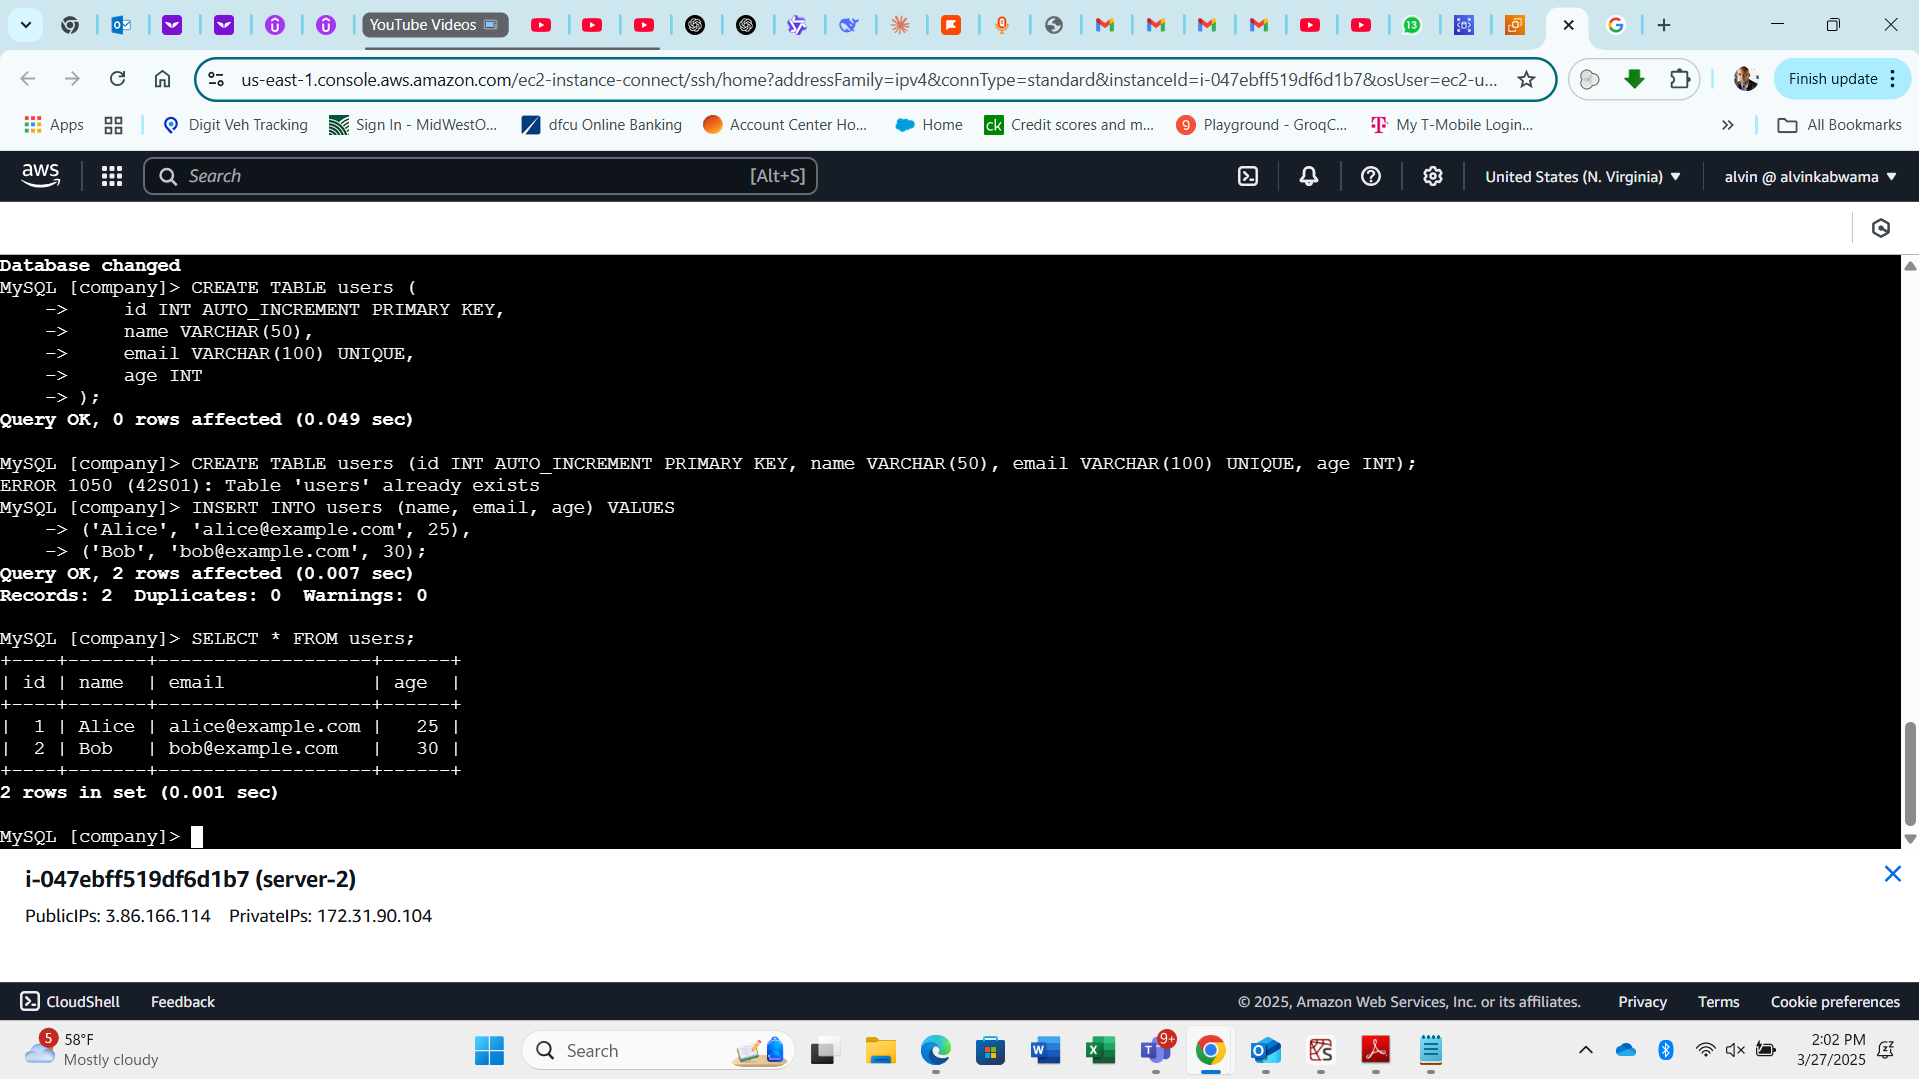 YouTube Videos
13
us-east-1.console.aws.amazon.com/ec2-instance-connect/ssh/home?addressFamily=ipv4&connType=standard&instanceId=i-047ebff519df6d1b7&osUser=ec2-u...
Finish update
Apps
Digit Veh Tracking
Sign In - MidWestO...
dfcu Online Banking
Account Center Ho...
Home
ck Credit scores and m...
9 Playground - GroqC...
T My T-Mobile Login...
All Bookmarks
aws
Search [Alt+S]
United States (N. Virginia)
alvin @ alvinkabwama
Database changed
MySQL [company]> CREATE TABLE users (
    ->     id INT AUTO_INCREMENT PRIMARY KEY,
    ->     name VARCHAR(50),
    ->     email VARCHAR(100) UNIQUE,
    ->     age INT
    -> );
Query OK, 0 rows affected (0.049 sec)
MySQL [company]> CREATE TABLE users (id INT AUTO_INCREMENT PRIMARY KEY, name VARCHAR(50), email VARCHAR(100) UNIQUE, age INT);
ERROR 1050 (42S01): Table 'users' already exists
MySQL [company]> INSERT INTO users (name, email, age) VALUES
    -> ('Alice', 'alice@example.com', 25),
    -> ('Bob', 'bob@example.com', 30);
Query OK, 2 rows affected (0.007 sec)
Records: 2  Duplicates: 0  Warnings: 0
MySQL [company]> SELECT * FROM users;
+----+-------+-------------------+------+
| id | name  | email             | age  |
+----+-------+-------------------+------+
|  1 | Alice | alice@example.com |   25 |
|  2 | Bob   | bob@example.com   |   30 |
+----+-------+-------------------+------+
2 rows in set (0.001 sec)
MySQL [company]>
i-047ebff519df6d1b7 (server-2)
PublicIPs: 3.86.166.114 PrivateIPs: 172.31.90.104
CloudShell Feedback
© 2025, Amazon Web Services, Inc. or its affiliates. Privacy Terms Cookie preferences
5
58°F
Mostly cloudy
Search
9+
2:02 PM
3/27/2025